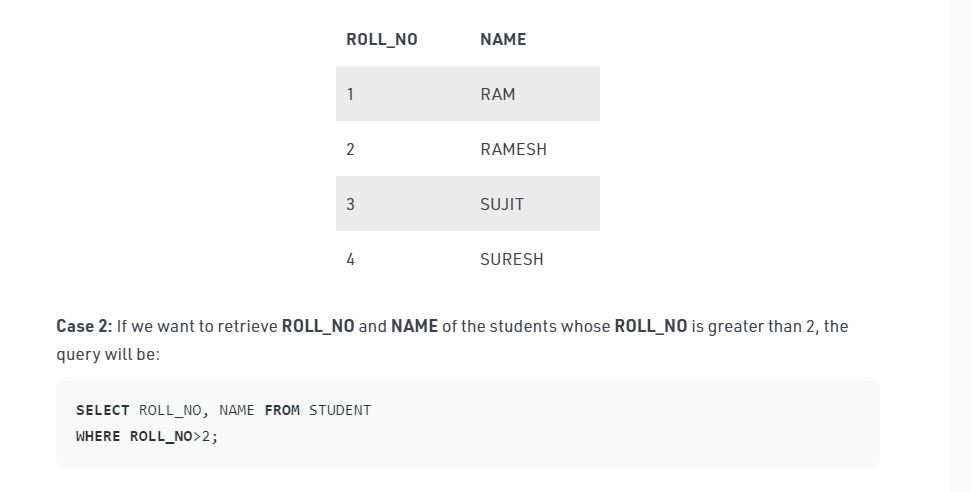 ROLL_NO NAME
1 RAM
2 RAMESH
3 SUJIT
4 SURESH
Case 2: If we want to retrieve ROLL_NO and NAME of the students whose ROLL_NO is greater than 2, the
query will be:
SELECT ROLL_NO, NAME FROM STUDENT
WHERE ROLL_NO>2;